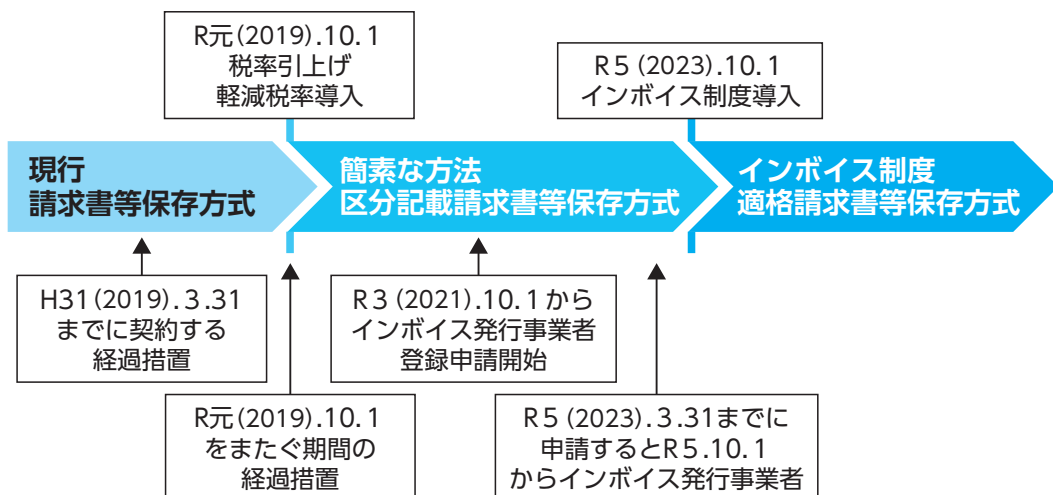 R元(2019).10.1
税率引上げ
軽減税率導入
R5(2023).10.1
インボイス制度導入
現行
請求書等保存方式
簡素な方法
区分記載請求書等保存方式
インボイス制度
適格請求書等保存方式
H31(2019).3.31
までに契約する
経過措置
R3(2021).10.1から
インボイス発行事業者
登録申請開始
R元(2019).10.1
をまたぐ期間の
経過措置
R5(2023).3.31までに
申請するとR5.10.1
からインボイス発行事業者